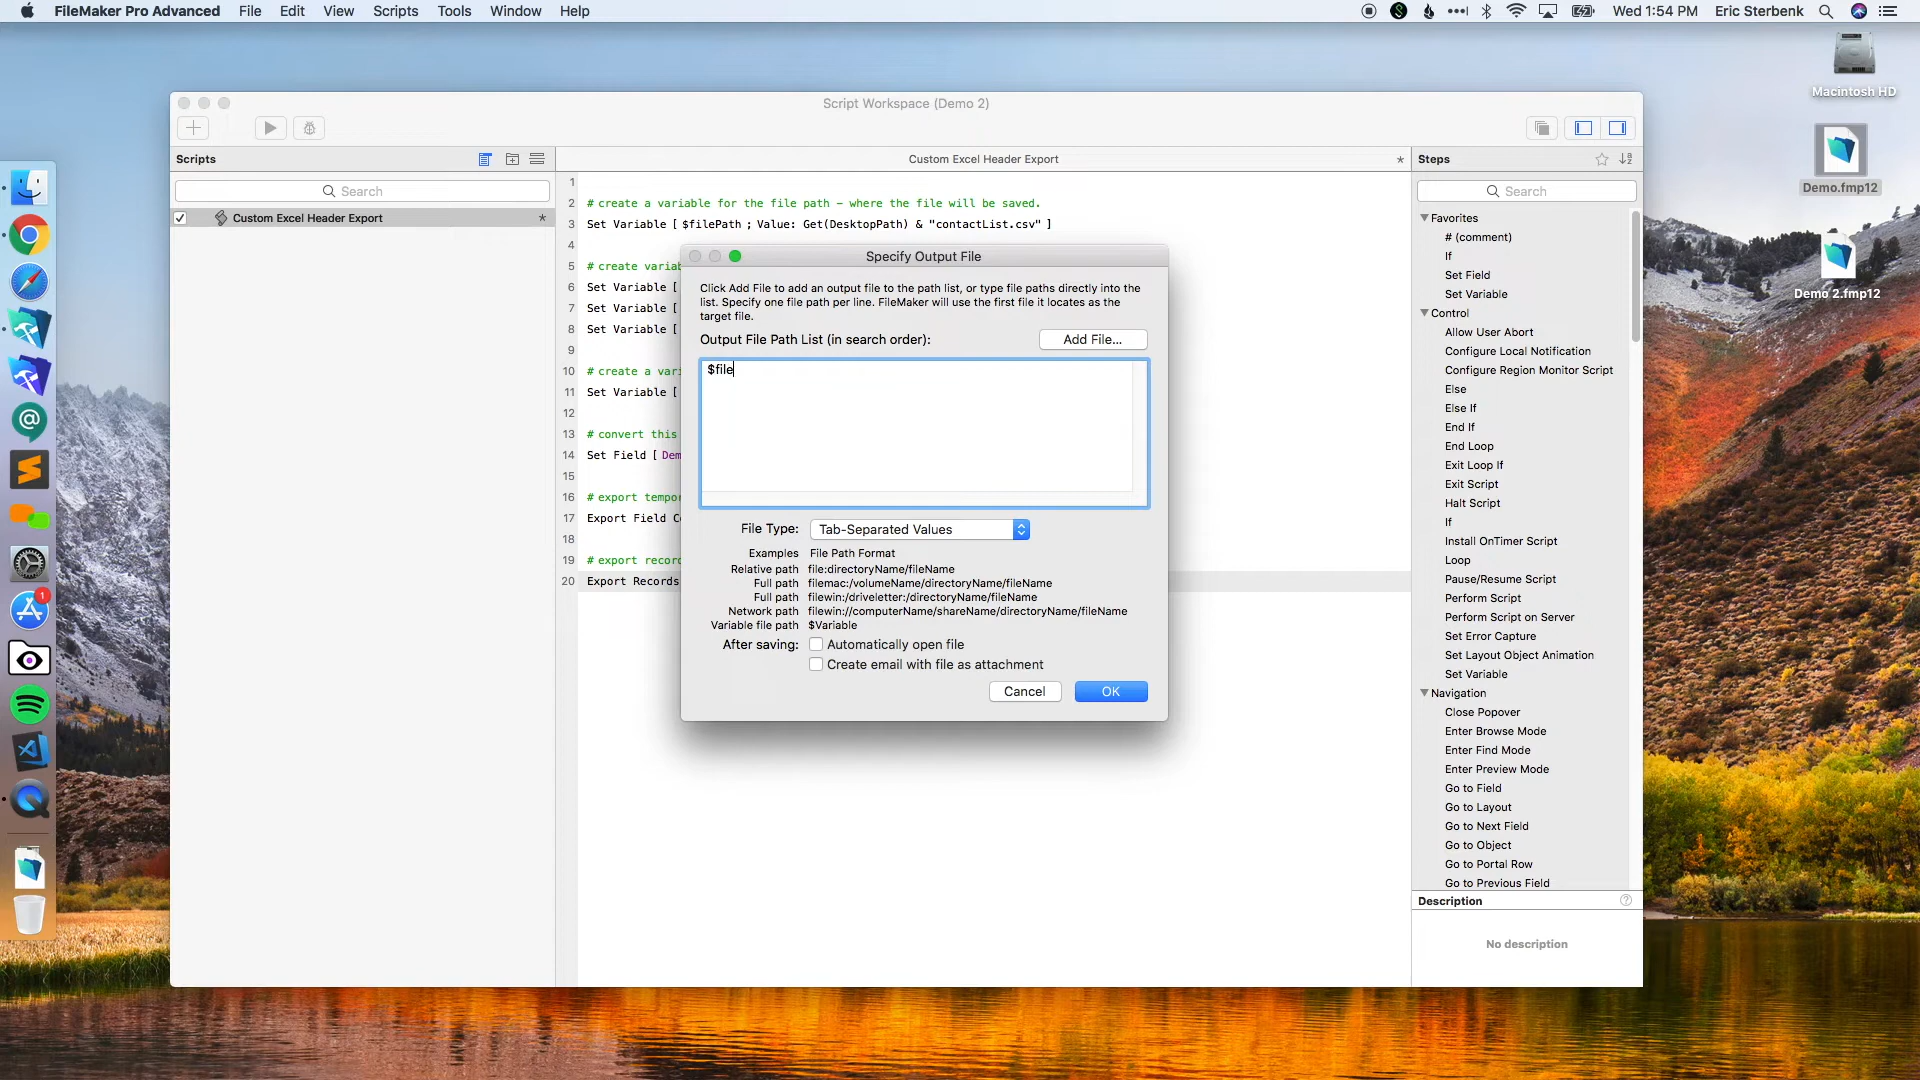 FileMaker Pro Advanced File Edit View Scripts Tools Window Help
Wed 1:54 PM Eric Sterbenk
Macintosh HD
Demo.fmp12
Demo 2.fmp12
Script Workspace (Demo 2)
Scripts
Search
Custom Excel Header Export *
Custom Excel Header Export *
1
2 # create a variable for the file path – where the file will be saved.
3 Set Variable [ $filePath ; Value: Get(DesktopPath) & "contactList.csv" ]
4
5 # create variab
6 Set Variable [
7 Set Variable [
8 Set Variable [
9
10 # create a vari
11 Set Variable [
12
13 # convert this
14 Set Field [ Dem
15
16 # export tempor
17 Export Field Co
18
19 # export record
20 Export Records
Specify Output File
Click Add File to add an output file to the path list, or type file paths directly into the
list. Specify one file path per line. FileMaker will use the first file it locates as the
target file.
Output File Path List (in search order):
Add File...
$file
File Type: Tab-Separated Values
Examples File Path Format
Relative path file:directoryName/fileName
Full path filemac:/volumeName/directoryName/fileName
Full path filewin:/driveletter:/directoryName/fileName
Network path filewin://computerName/shareName/directoryName/fileName
Variable file path $Variable
After saving: Automatically open file
Create email with file as attachment
Cancel OK
Steps
Search
Favorites
# (comment)
If
Set Field
Set Variable
Control
Allow User Abort
Configure Local Notification
Configure Region Monitor Script
Else
Else If
End If
End Loop
Exit Loop If
Exit Script
Halt Script
If
Install OnTimer Script
Loop
Pause/Resume Script
Perform Script
Perform Script on Server
Set Error Capture
Set Layout Object Animation
Set Variable
Navigation
Close Popover
Enter Browse Mode
Enter Find Mode
Enter Preview Mode
Go to Field
Go to Layout
Go to Next Field
Go to Object
Go to Portal Row
Go to Previous Field
Description
No description
1